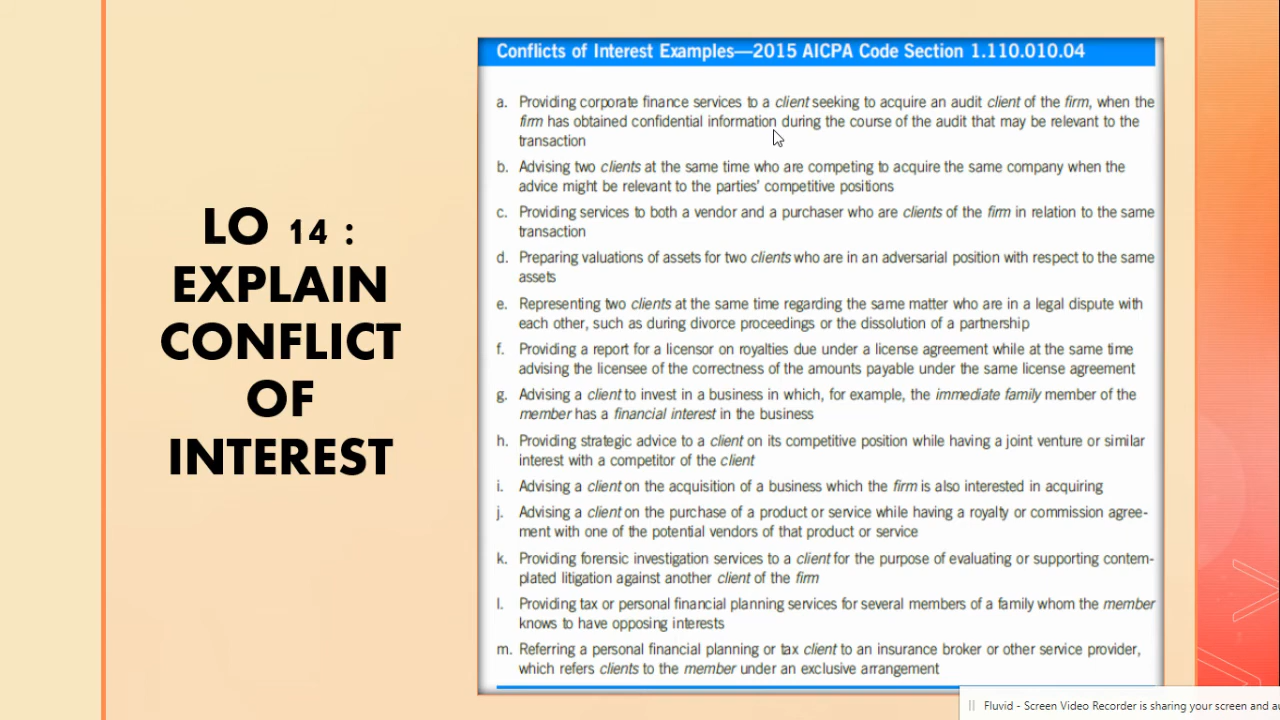 LO 14 :
EXPLAIN
CONFLICT
OF
INTEREST
Conflicts of Interest Examples—2015 AICPA Code Section 1.110.010.04
a. Providing corporate finance services to a client seeking to acquire an audit client of the firm, when the
firm has obtained confidential information during the course of the audit that may be relevant to the
transaction
b. Advising two clients at the same time who are competing to acquire the same company when the
advice might be relevant to the parties' competitive positions
c. Providing services to both a vendor and a purchaser who are clients of the firm in relation to the same
transaction
d. Preparing valuations of assets for two clients who are in an adversarial position with respect to the same
assets
e. Representing two clients at the same time regarding the same matter who are in a legal dispute with
each other, such as during divorce proceedings or the dissolution of a partnership
f. Providing a report for a licensor on royalties due under a license agreement while at the same time
advising the licensee of the correctness of the amounts payable under the same license agreement
g. Advising a client to invest in a business in which, for example, the immediate family member of the
member has a financial interest in the business
h. Providing strategic advice to a client on its competitive position while having a joint venture or similar
interest with a competitor of the client
i. Advising a client on the acquisition of a business which the firm is also interested in acquiring
j. Advising a client on the purchase of a product or service while having a royalty or commission agree-
ment with one of the potential vendors of that product or service
k. Providing forensic investigation services to a client for the purpose of evaluating or supporting contem-
plated litigation against another client of the firm
l. Providing tax or personal financial planning services for several members of a family whom the member
knows to have opposing interests
m. Referring a personal financial planning or tax client to an insurance broker or other service provider,
which refers clients to the member under an exclusive arrangement
Fluvid - Screen Video Recorder is sharing your screen and au